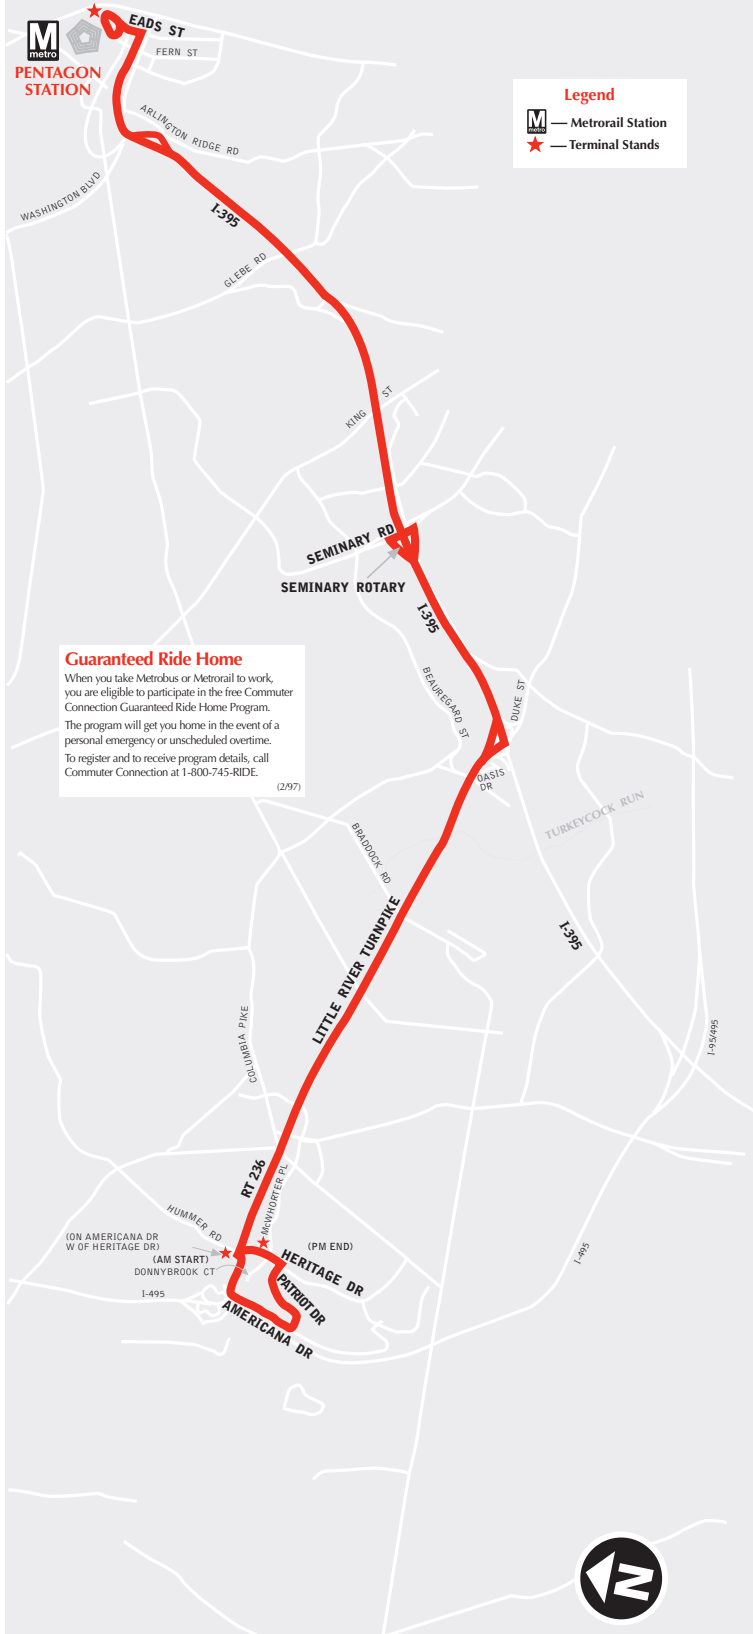 EADS ST
M
metro
FERN ST
PENTAGON
STATION
Legend
M
metro
— Metrorail Station
— Terminal Stands
ARLINGTON RIDGE RD
WASHINGTON BLVD
I-395
GLEBE RD
KING ST
SEMINARY RD
SEMINARY ROTARY
I-395
Guaranteed Ride Home
When you take Metrobus or Metrorail to work,
you are eligible to participate in the free Commuter
Connection Guaranteed Ride Home Program.
The program will get you home in the event of a
personal emergency or unscheduled overtime.
To register and to receive program details, call
Commuter Connection at 1-800-745-RIDE.
(2/97)
BEAUREGARD ST
DUKE ST
OASIS
DR
TURKEYCOCK RUN
BRADDOCK RD
LITTLE RIVER TURNPIKE
I-395
COLUMBIA PIKE
I-95/495
RT 236
McWHORTER PL
HUMMER RD
(ON AMERICANA DR
W OF HERITAGE DR)
(AM START)
DONNYBROOK CT
(PM END)
HERITAGE DR
PATRIOT DR
I-495
I-495
AMERICANA DR
N